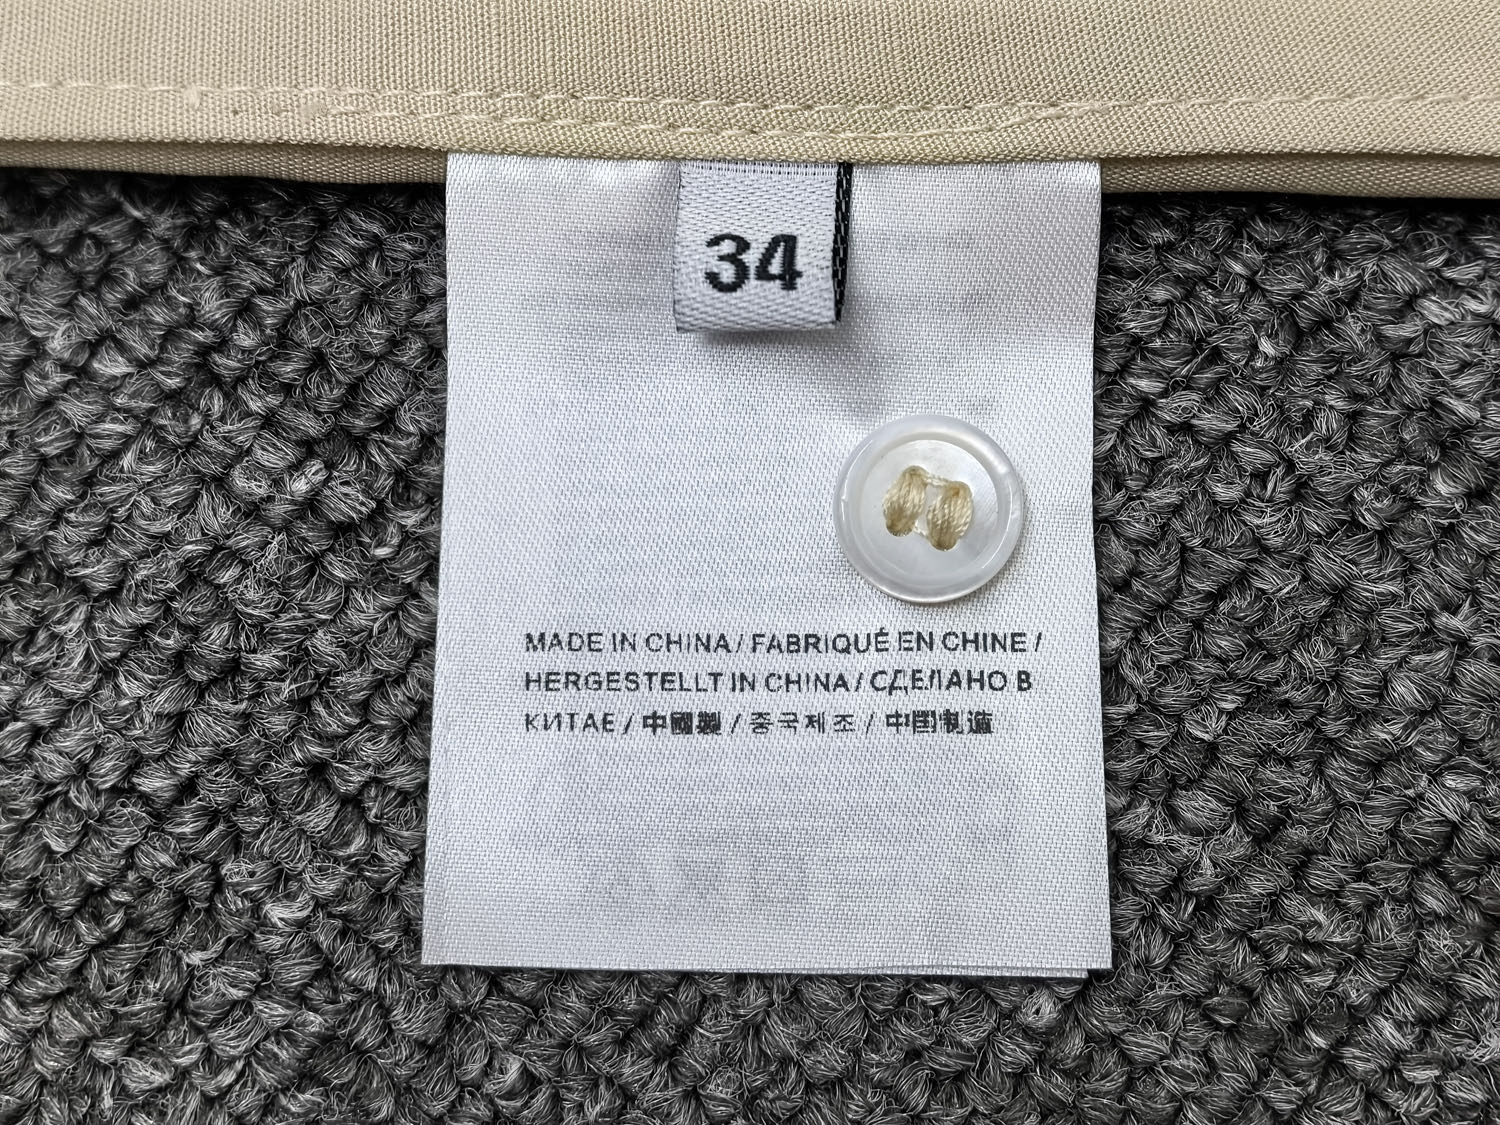 34
MADE IN CHINA / FABRIQUÉ EN CHINE /
HERGESTELLT IN CHINA / СДЕЛАНО В
КИТАЕ / 中國製 / 중국제조 / 中国制造